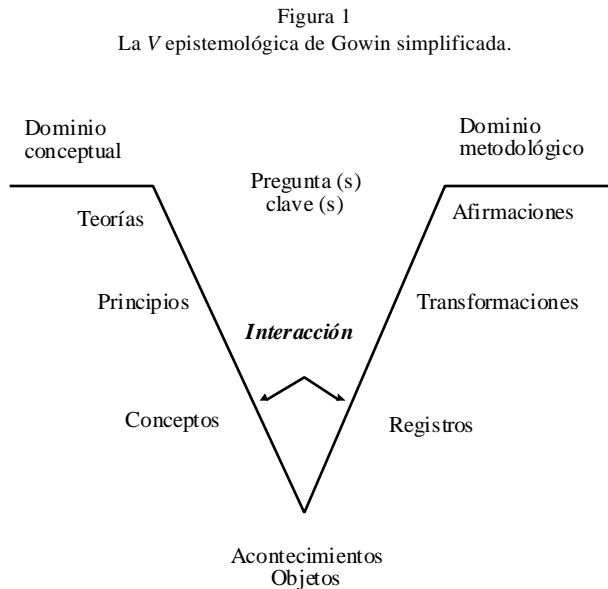 Figura 1
La V epistemológica de Gowin simplificada.
Dominio
conceptual
Dominio
metodológico
Pregunta (s)
clave (s)
Teorías
Afirmaciones
Principios
Transformaciones
Interacción
Conceptos
Registros
Acontecimientos
Objetos